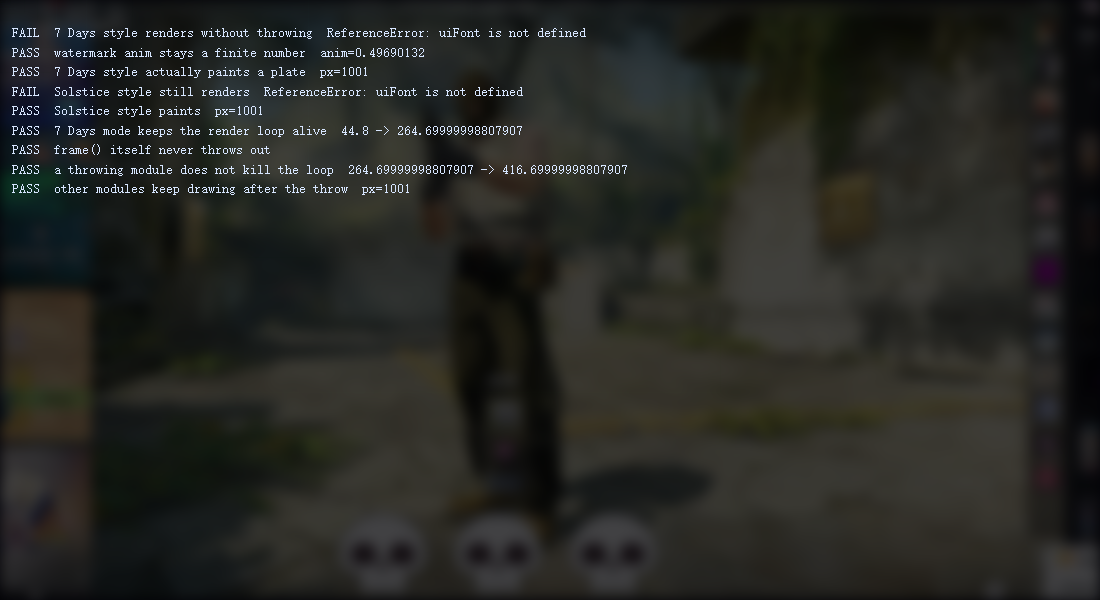 FAIL 7 Days style renders without throwing ReferenceError: uiFont is not defined
PASS watermark anim stays a finite number anim=0.49690132
PASS 7 Days style actually paints a plate px=1001
FAIL Solstice style still renders ReferenceError: uiFont is not defined
PASS Solstice style paints px=1001
PASS 7 Days mode keeps the render loop alive 44.8 -> 264.69999998807907
PASS frame() itself never throws out
PASS a throwing module does not kill the loop 264.69999998807907 -> 416.69999998807907
PASS other modules keep drawing after the throw px=1001